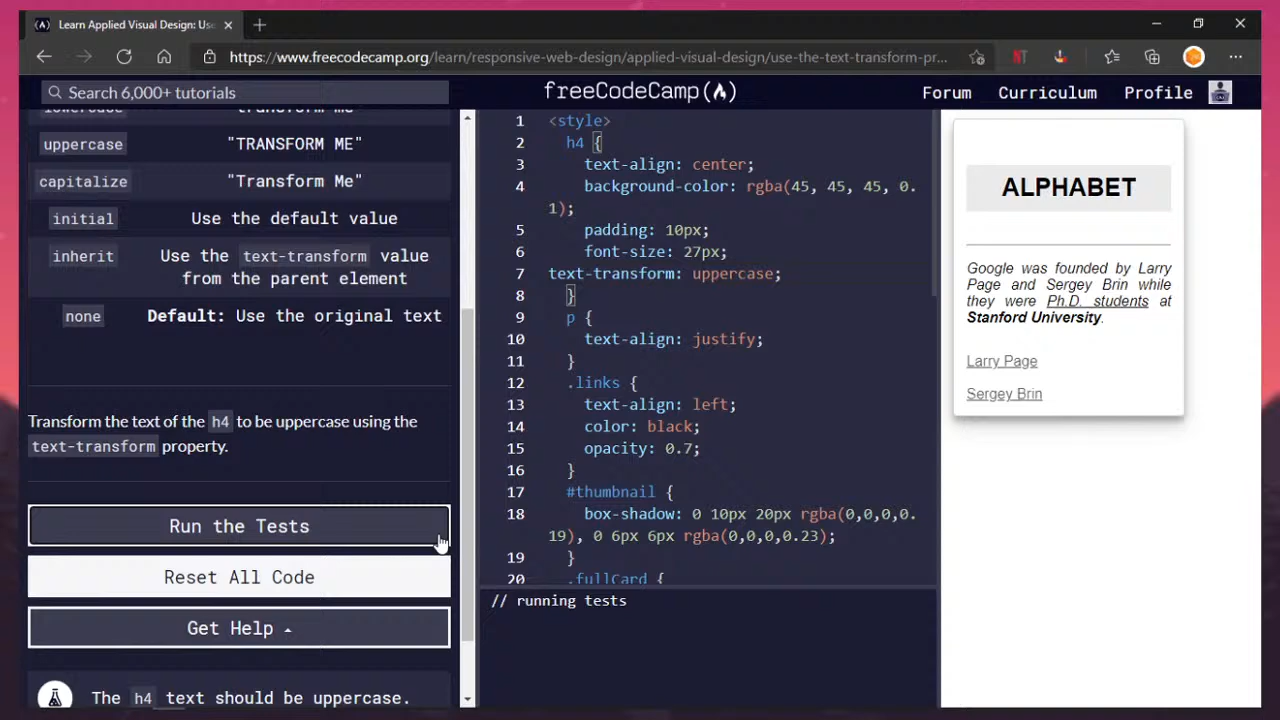 Learn Applied Visual Design: Us
https://www.freecodecamp.org/learn/responsive-web-design/applied-visual-design/use-the-text-transform-pr...
Search 6,000+ tutorials
freeCodeCamp
Forum
Curriculum
Profile
lowercase "transform me"
uppercase "TRANSFORM ME"
capitalize "Transform Me"
initial Use the default value
inherit Use the text-transform value
from the parent element
none Default: Use the original text
Transform the text of the h4 to be uppercase using the
text-transform property.
Run the Tests
Reset All Code
Get Help
The h4 text should be uppercase.
1 <style>
2 h4 {
3 text-align: center;
4 background-color: rgba(45, 45, 45, 0.
1);
5 padding: 10px;
6 font-size: 27px;
7 text-transform: uppercase;
8 }
9 p {
10 text-align: justify;
11 }
12 .links {
13 text-align: left;
14 color: black;
15 opacity: 0.7;
16 }
17 #thumbnail {
18 box-shadow: 0 10px 20px rgba(0,0,0,0.
19), 0 6px 6px rgba(0,0,0,0.23);
19 }
20 .fullCard {
// running tests
ALPHABET
Google was founded by Larry
Page and Sergey Brin while
they were Ph.D. students at
Stanford University.
Larry Page
Sergey Brin